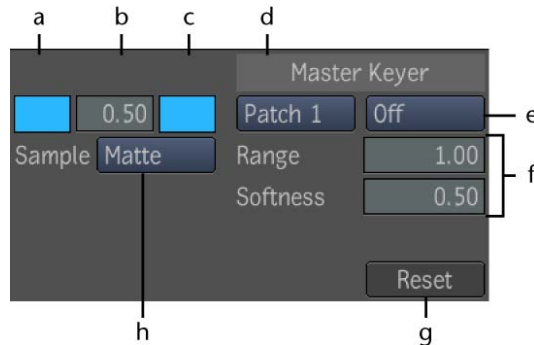 a b c d
Master Keyer
0.50 Patch 1 Off e
Sample Matte Range 1.00 f
Softness 0.50
Reset
h g